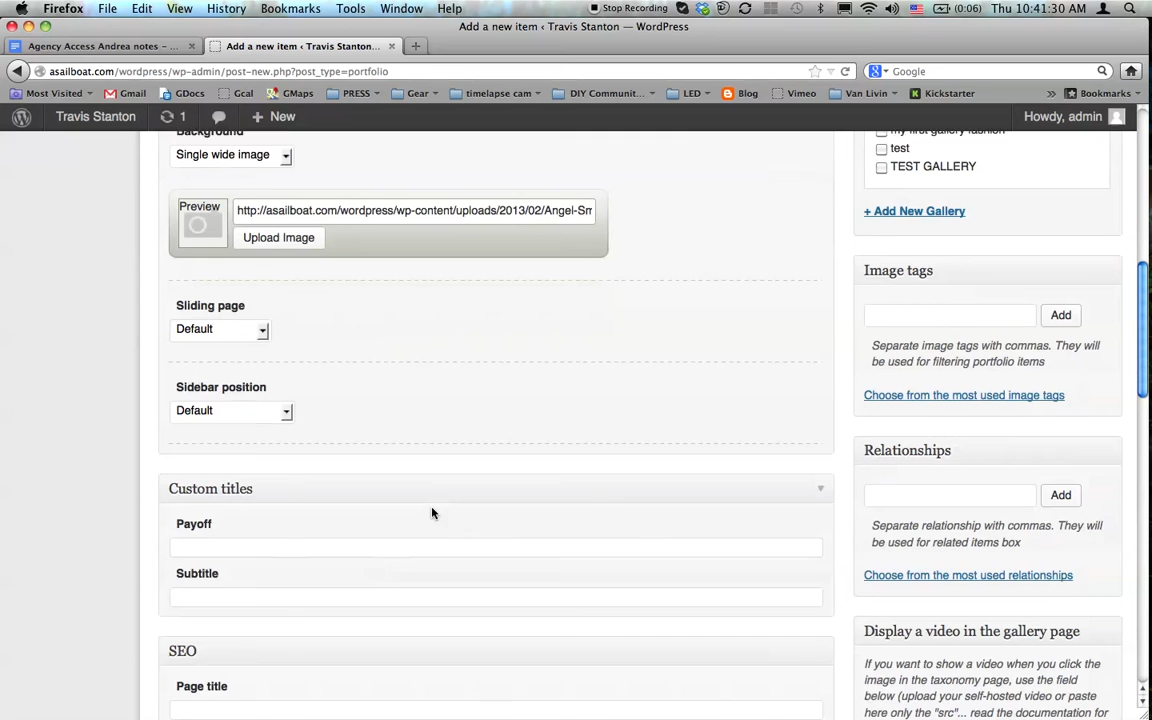 Firefox File Edit View History Bookmarks Tools Window Help Stop Recording (0:06) Thu 10:41:30 AM
Add a new item ‹ Travis Stanton — WordPress
Agency Access Andrea notes – ... Add a new item ‹ Travis Stanton...
asailboat.com/wordpress/wp-admin/post-new.php?post_type=portfolio Google
Most Visited Gmail GDocs Gcal GMaps PRESS Gear timelapse cam DIY Communit... LED Blog Vimeo Van Livin Kickstarter » Bookmarks
Travis Stanton 1 + New Howdy, admin
Background
Single wide image
Preview
http://asailboat.com/wordpress/wp-content/uploads/2013/02/Angel-Sm
Upload Image
Sliding page
Default
Sidebar position
Default
Custom titles
Payoff
Subtitle
SEO
Page title
my first gallery fashion
test
TEST GALLERY
+ Add New Gallery
Image tags
Add
Separate image tags with commas. They will
be used for filtering portfolio items
Choose from the most used image tags
Relationships
Add
Separate relationship with commas. They will
be used for related items box
Choose from the most used relationships
Display a video in the gallery page
If you want to show a video when you click the
image in the taxonomy page, use the field
below (upload your self-hosted video or paste
here only the "src"... read the documentation for